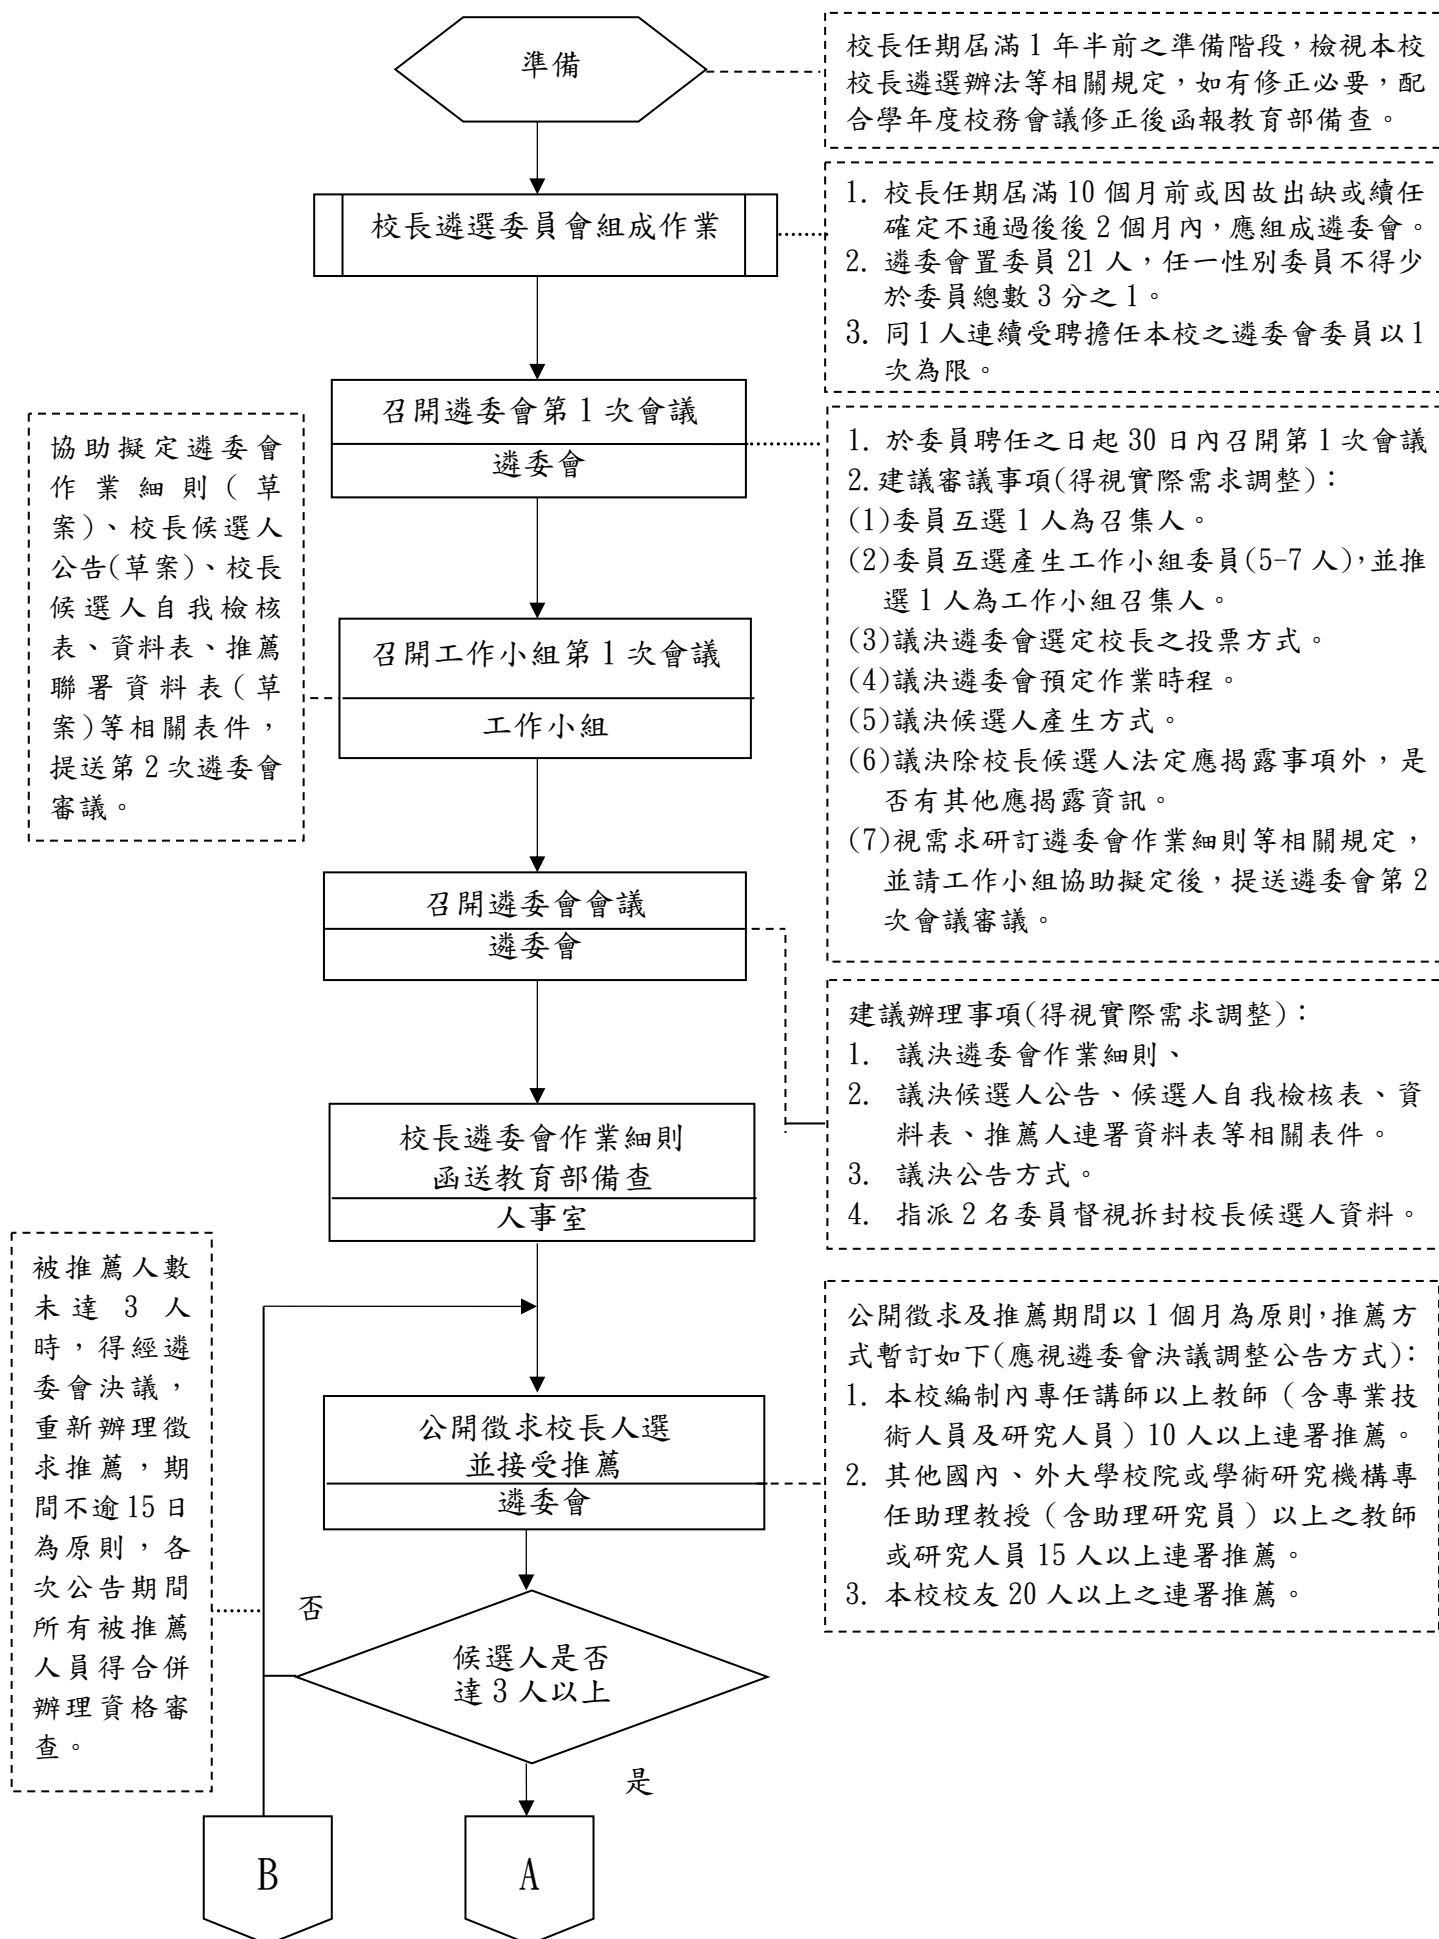 準備
校長任期屆滿 1 年半前之準備階段，檢視本校
校長遴選辦法等相關規定，如有修正必要，配
合學年度校務會議修正後函報教育部備查。
校長遴選委員會組成作業
1. 校長任期屆滿 10 個月前或因故出缺或續任
確定不通過後後 2 個月內，應組成遴委會。
2. 遴委會置委員 21 人，任一性別委員不得少
於委員總數 3 分之 1。
3. 同 1 人連續受聘擔任本校之遴委會委員以 1
次為限。
召開遴委會第 1 次會議
遴委會
1. 於委員聘任之日起 30 日內召開第 1 次會議
2.建議審議事項(得視實際需求調整)：
(1)委員互選 1 人為召集人。
(2)委員互選產生工作小組委員(5-7 人)，並推
選 1 人為工作小組召集人。
(3)議決遴委會選定校長之投票方式。
(4)議決遴委會預定作業時程。
(5)議決候選人產生方式。
(6)議決除校長候選人法定應揭露事項外，是
否有其他應揭露資訊。
(7)視需求研訂遴委會作業細則等相關規定，
並請工作小組協助擬定後，提送遴委會第 2
次會議審議。
協助擬定遴委會
作業細則(草
案)、校長候選人
公告(草案)、校長
候選人自我檢核
表、資料表、推薦
聯署資料表(草
案)等相關表件，
提送第 2 次遴委會
審議。
召開工作小組第 1 次會議
工作小組
召開遴委會會議
遴委會
建議辦理事項(得視實際需求調整)：
1. 議決遴委會作業細則、
2. 議決候選人公告、候選人自我檢核表、資
料表、推薦人連署資料表等相關表件。
3. 議決公告方式。
4. 指派 2 名委員督視拆封校長候選人資料。
校長遴委會作業細則
函送教育部備查
人事室
被推薦人數
未達 3 人
時，得經遴
委會決議，
重新辦理徵
求推薦，期
間不逾 15 日
為原則，各
次公告期間
所有被推薦
人員得合併
辦理資格審
查。
公開徵求及推薦期間以 1 個月為原則，推薦方
式暫訂如下(應視遴委會決議調整公告方式)：
1. 本校編制內專任講師以上教師（含專業技
術人員及研究人員）10 人以上連署推薦。
2. 其他國內、外大學校院或學術研究機構專
任助理教授（含助理研究員）以上之教師
或研究人員 15 人以上連署推薦。
3. 本校校友 20 人以上之連署推薦。
公開徵求校長人選
並接受推薦
遴委會
否
候選人是否
達 3 人以上
是
B
A